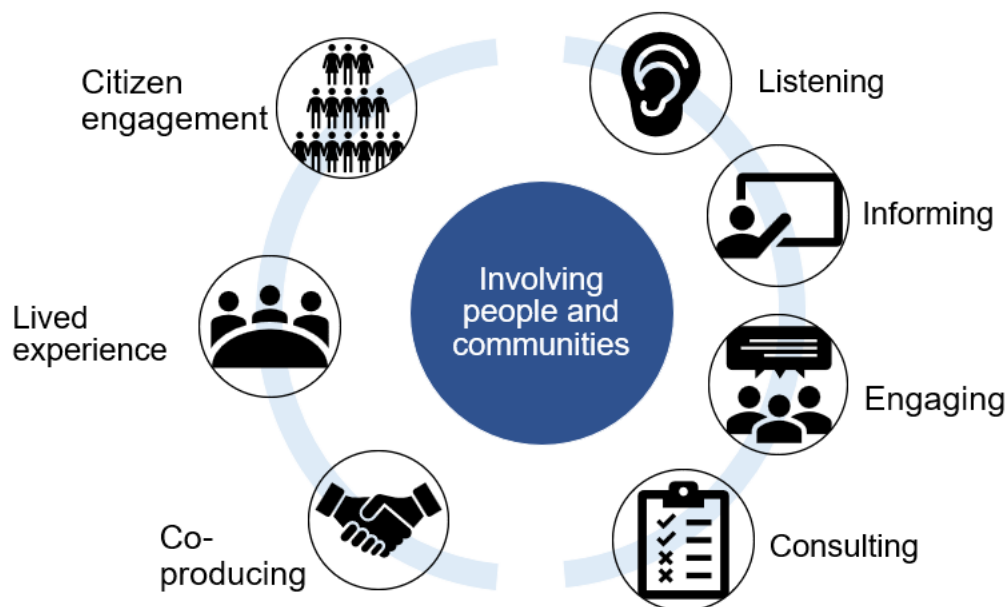 Involving
people and
communities
Listening
Informing
Engaging
Consulting
Co-
producing
Lived
experience
Citizen
engagement